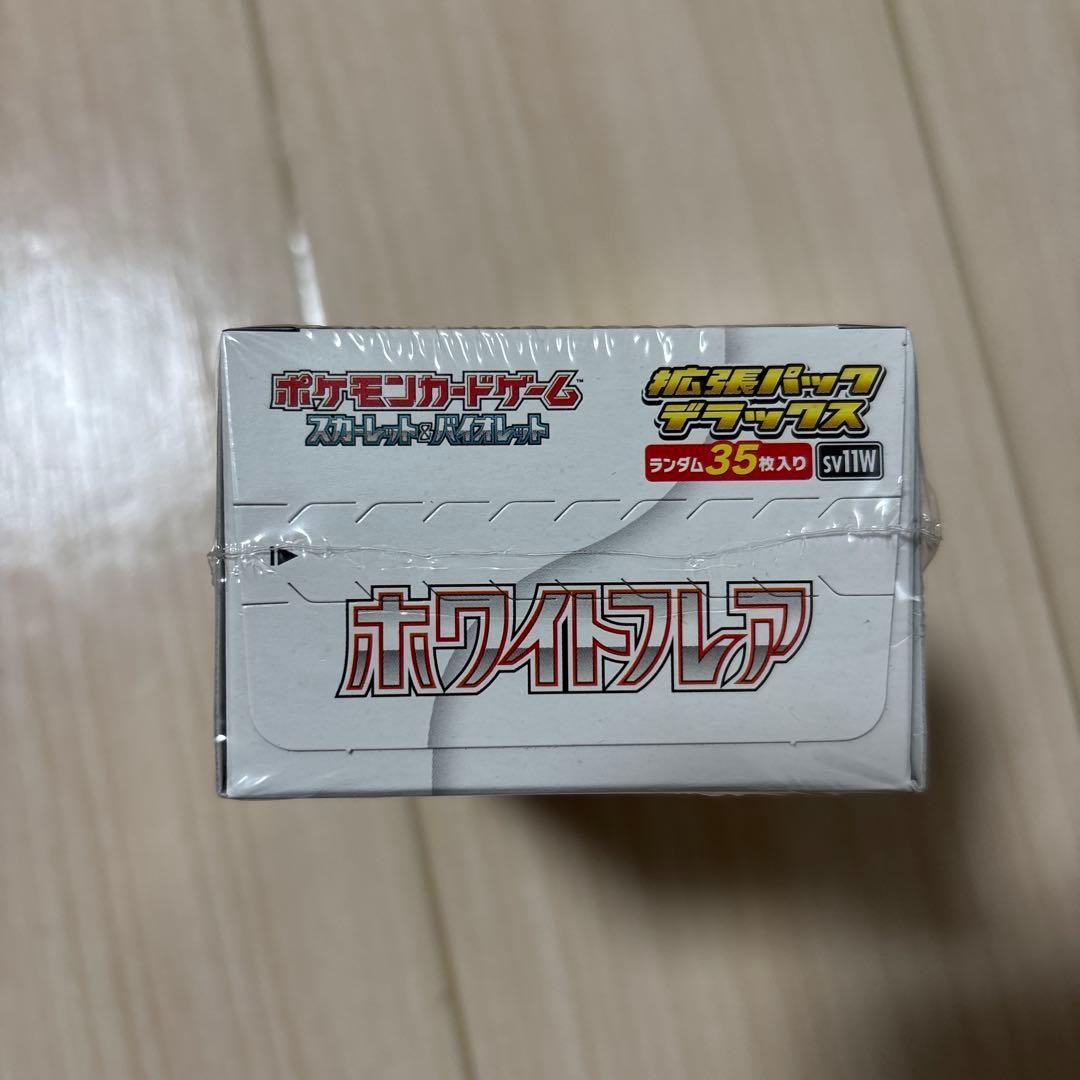 ポケモンカードゲーム™
スカーレット&バイオレット
拡張パック
デラックス
ランダム35枚入り
SV11W
ホワイトフレア